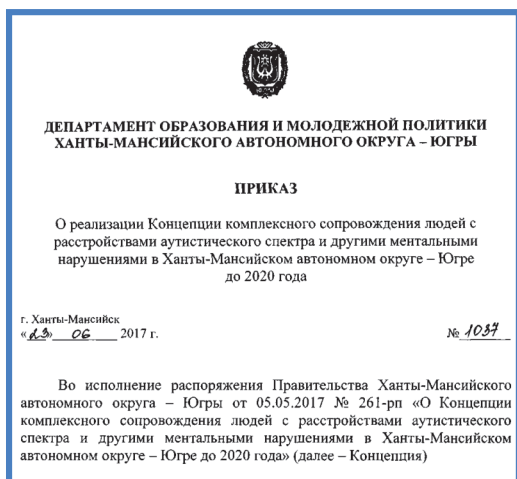 ДЕПАРТАМЕНТ ОБРАЗОВАНИЯ И МОЛОДЕЖНОЙ ПОЛИТИКИ
ХАНТЫ-МАНСИЙСКОГО АВТОНОМНОГО ОКРУГА – ЮГРЫ
ПРИКАЗ
О реализации Концепции комплексного сопровождения людей с
расстройствами аутистического спектра и другими ментальными
нарушениями в Ханты-Мансийском автономном округе – Югре
до 2020 года
г. Ханты-Мансийск
«23» 06 2017 г. № 1037
Во исполнение распоряжения Правительства Ханты-Мансийского
автономного округа – Югры от 05.05.2017 № 261-рп «О Концепции
комплексного сопровождения людей с расстройствами аутистического
спектра и другими ментальными нарушениями в Ханты-Мансийском
автономном округе – Югре до 2020 года» (далее – Концепция)